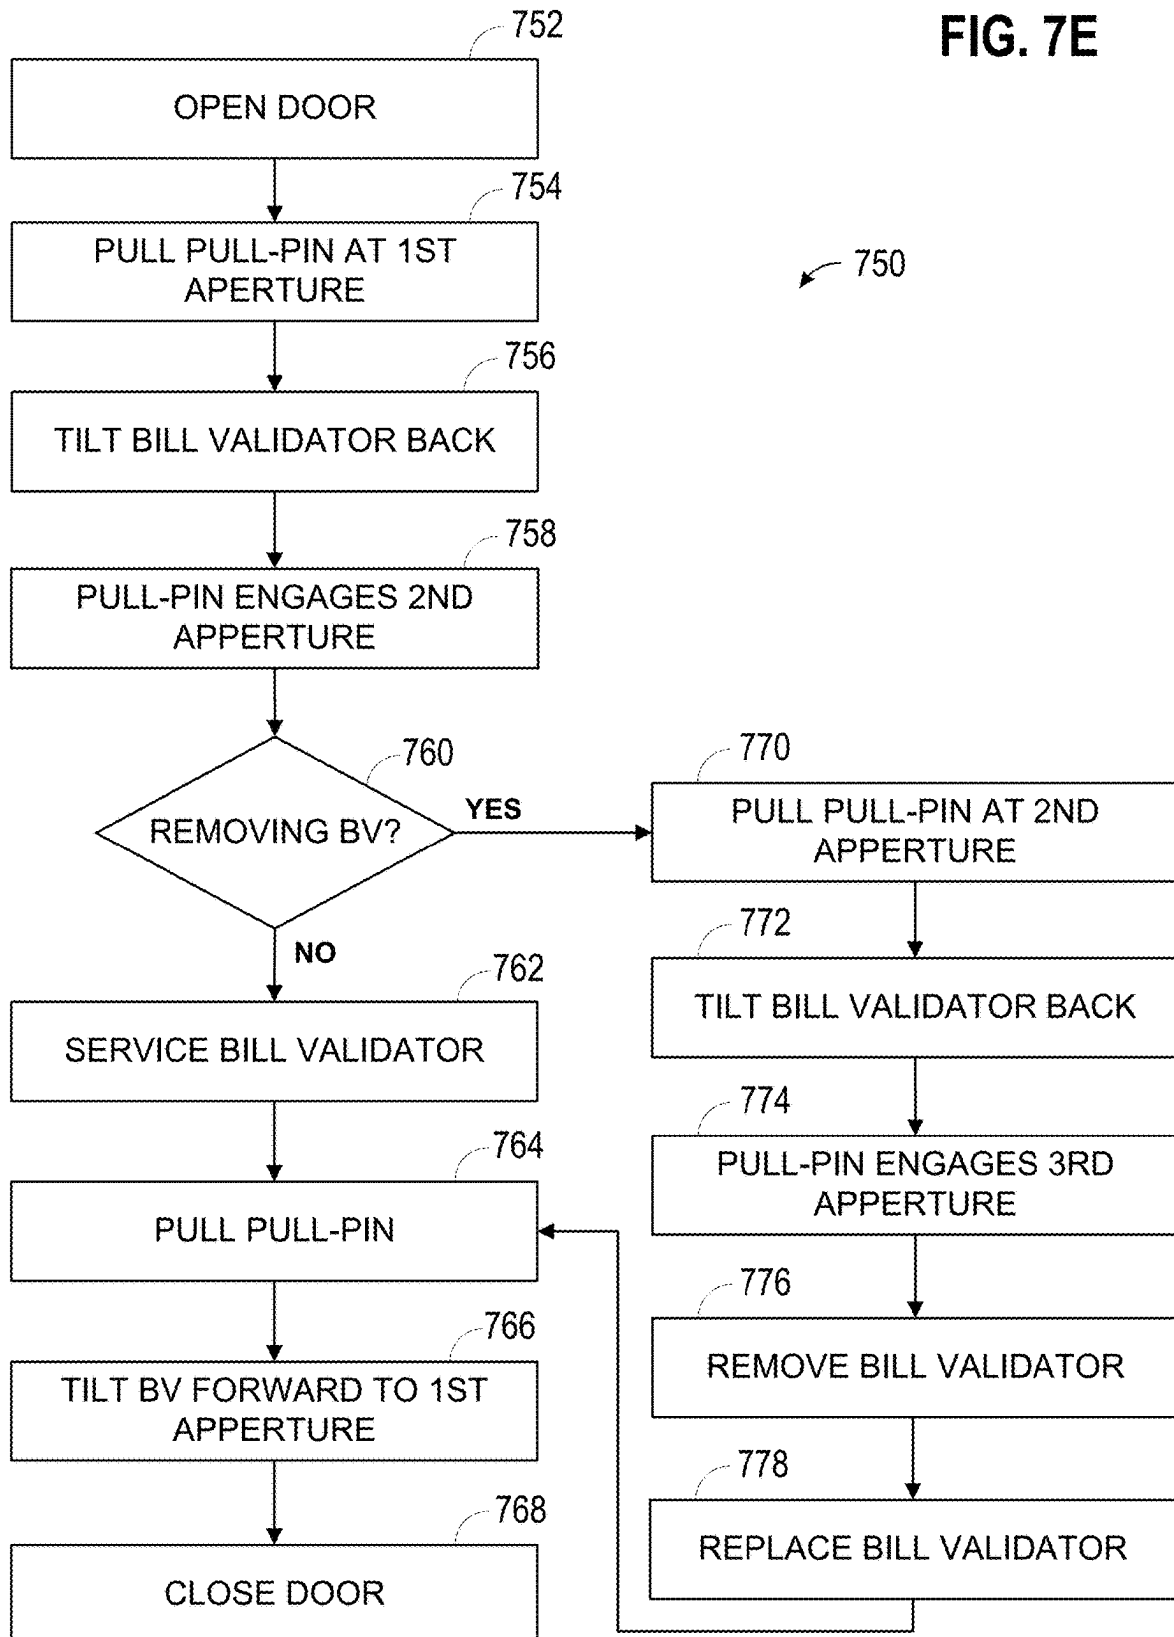 FIG. 7E
752
OPEN DOOR
754
PULL PULL-PIN AT 1ST
APERTURE
750
756
TILT BILL VALIDATOR BACK
758
PULL-PIN ENGAGES 2ND
APPERTURE
760
REMOVING BV?
YES
NO
762
SERVICE BILL VALIDATOR
764
PULL PULL-PIN
766
TILT BV FORWARD TO 1ST
APPERTURE
768
CLOSE DOOR
770
PULL PULL-PIN AT 2ND
APPERTURE
772
TILT BILL VALIDATOR BACK
774
PULL-PIN ENGAGES 3RD
APPERTURE
776
REMOVE BILL VALIDATOR
778
REPLACE BILL VALIDATOR